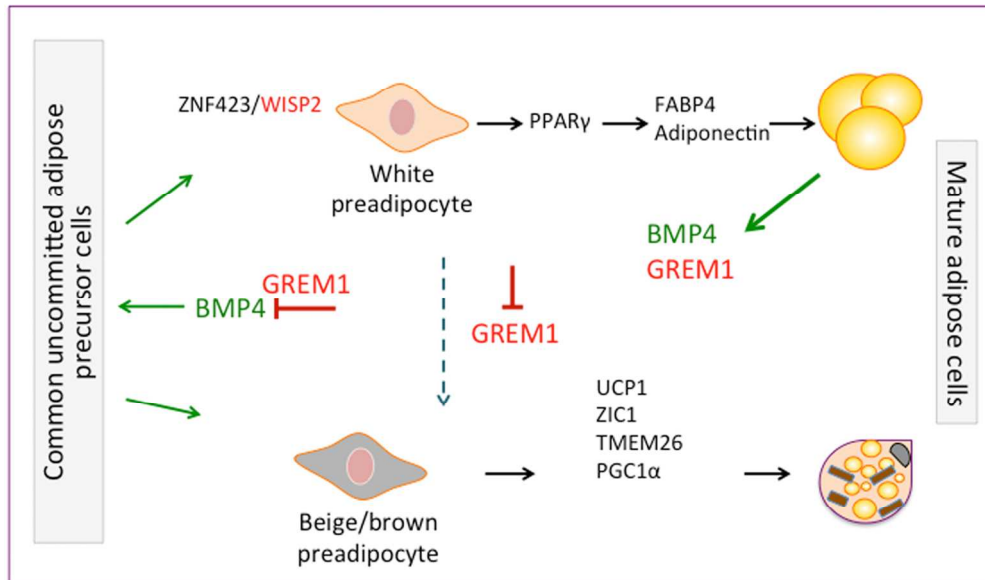 Common uncommitted adipose
precursor cells
ZNF423/WISP2
White
preadipocyte
PPARγ
FABP4
Adiponectin
BMP4
GREM1
GREM1
BMP4
GREM1
UCP1
ZIC1
TMEM26
PGC1α
Beige/brown
preadipocyte
Mature adipose cells